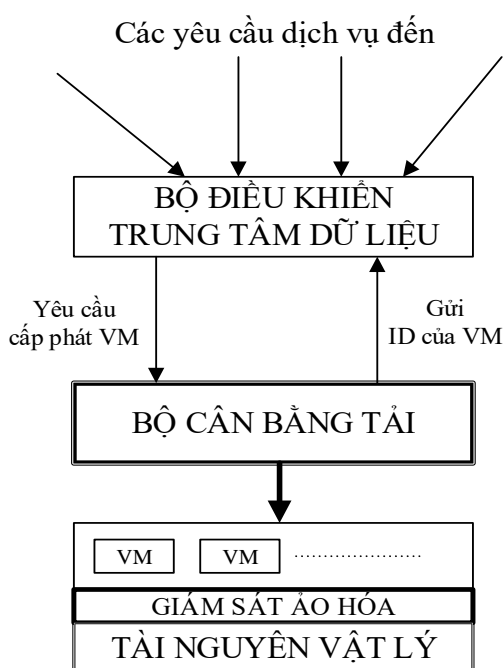 Các yêu cầu dịch vụ đến
BỘ ĐIỀU KHIỂN
TRUNG TÂM DỮ LIỆU
Yêu cầu
cấp phát VM
Gửi
ID của VM
BỘ CÂN BẰNG TẢI
VM VM ......................
GIÁM SÁT ẢO HÓA
TÀI NGUYÊN VẬT LÝ